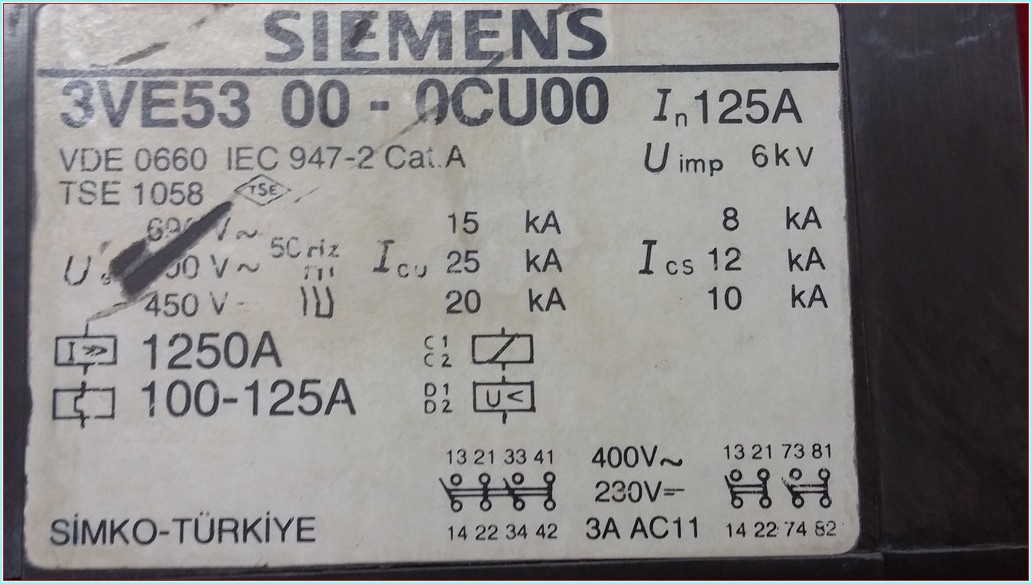 SIEMENS
3VE53 00 - 0CU00 In 125A
VDE 0660 IEC 947-2 Cat.A U imp 6kV
TSE 1058 TSE
15 kA 8 kA
V~ Icu 25 kA Ics 12 kA
450 V 20 kA 10 kA
I>> 1250A C1 C2
100-125A D1 D2 U<
13 21 33 41 400V~ 13 21 73 81
230V
SİMKO-TÜRKİYE 14 22 34 42 3A AC11 14 22 74 82